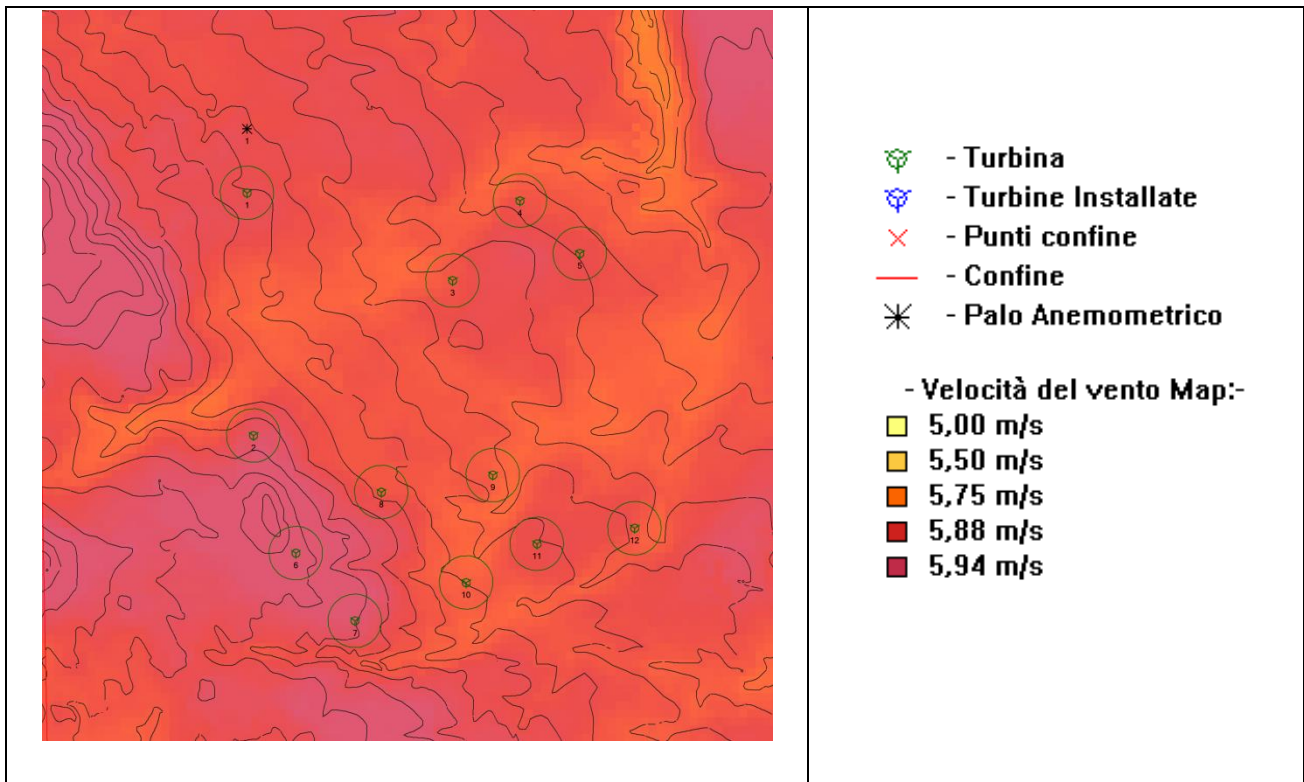 1
1
4
5
3
2
9
8
12
11
6
10
7
- Turbina
- Turbine Installate
- Punti confine
- Confine
- Palo Anemometrico
- Velocità del vento Map:-
5,00 m/s
5,50 m/s
5,75 m/s
5,88 m/s
5,94 m/s